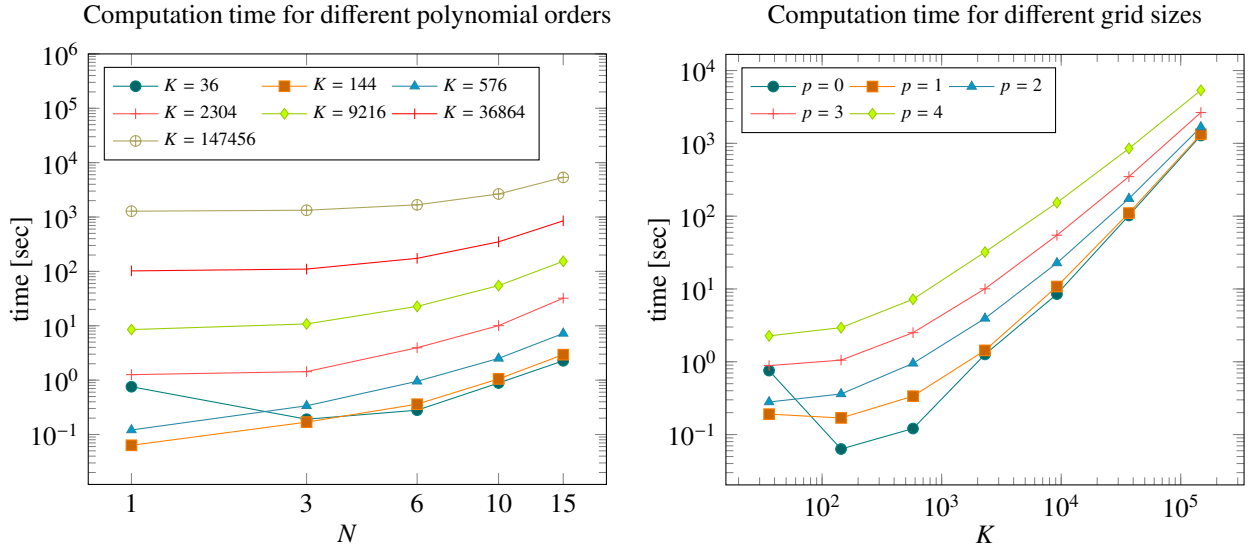 Computation time for different polynomial orders
10^6
10^5
10^4
10^3
10^2
10^1
10^0
10^−1
time [sec]
K = 36
K = 144
K = 576
K = 2304
K = 9216
K = 36864
K = 147456
1
3
6
10
15
N
Computation time for different grid sizes
10^4
10^3
10^2
10^1
10^0
10^−1
time [sec]
p = 0
p = 1
p = 2
p = 3
p = 4
10^2
10^3
10^4
10^5
K